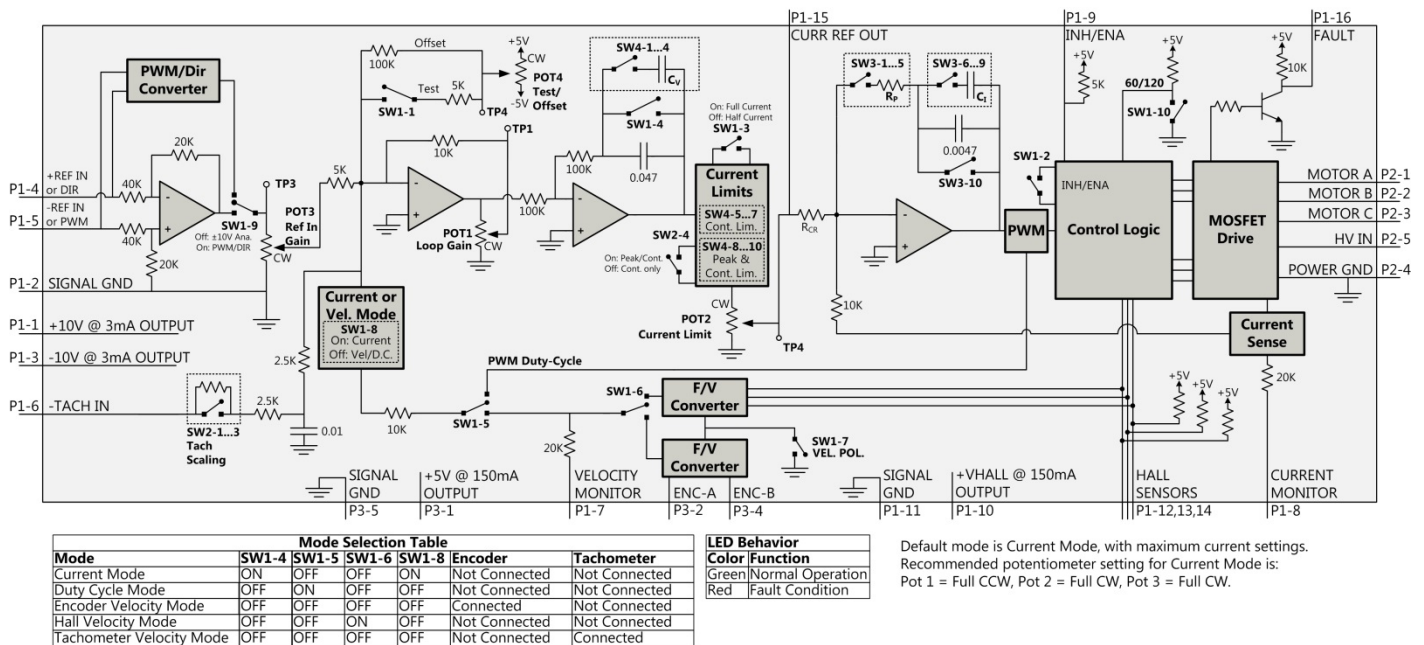 P1-15
CURR REF OUT
P1-9
INH/ENA
P1-16
FAULT
PWM/Dir
Converter
Offset
100K
Test
5K
SW1-1
+5V
CW
-5V
POT4
Test/
Offset
TP4
TP1
SW4-1...4
Cv
SW1-4
100K
0.047
On: Full Current
Off: Half Current
SW1-3
SW3-1...5
RP
SW3-6...9
CI
0.0047
SW3-10
+5V
5K
60/120
+5V
SW1-10
+5V
10K
20K
P1-4
+REF IN
or DIR
P1-5
-REF IN
or PWM
40K
40K
20K
-
+
SW1-9
Off: ±10V Ana.
On: PWM/DIR
TP3
POT3
Ref In
Gain
CW
5K
10K
-
+
POT1
Loop Gain
CW
100K
-
+
Current
Limits
SW4-5...7
Cont. Lim.
SW4-8...10
Peak &
Cont. Lim.
SW2-4
On: Peak/Cont.
Off: Cont. only
CW
POT2
Current Limit
TP4
RCR
-
+
10K
SW1-2
INH/ENA
PWM
Control Logic
MOSFET
Drive
MOTOR A P2-1
MOTOR B P2-2
MOTOR C P2-3
HV IN P2-5
POWER GND P2-4
Current
Sense
20K
P1-2 SIGNAL GND
P1-1 +10V @ 3mA OUTPUT
P1-3 -10V @ 3mA OUTPUT
P1-6 -TACH IN
SW2-1...3
Tach
Scaling
2.5K
2.5K
0.01
Current or
Vel. Mode
SW1-8
On: Current
Off: Vel/D.C.
10K
PWM Duty-Cycle
SW1-5
20K
SW1-6
F/V
Converter
F/V
Converter
SW1-7
VEL. POL.
+5V
+5V
+5V
SIGNAL
GND
P3-5
+5V @ 150mA
OUTPUT
P3-1
VELOCITY
MONITOR
P1-7
ENC-A
P3-2
ENC-B
P3-4
SIGNAL
GND
P1-11
+VHALL @ 150mA
OUTPUT
P1-10
HALL
SENSORS
P1-12,13,14
CURRENT
MONITOR
P1-8
Mode Selection Table
Mode SW1-4 SW1-5 SW1-6 SW1-8 Encoder Tachometer
Current Mode ON OFF OFF ON Not Connected Not Connected
Duty Cycle Mode OFF ON OFF OFF Not Connected Not Connected
Encoder Velocity Mode OFF OFF OFF OFF Connected Not Connected
Hall Velocity Mode OFF OFF ON OFF Not Connected Not Connected
Tachometer Velocity Mode OFF OFF OFF OFF Not Connected Connected
LED Behavior
Color Function
Green Normal Operation
Red Fault Condition
Default mode is Current Mode, with maximum current settings.
Recommended potentiometer setting for Current Mode is:
Pot 1 = Full CCW, Pot 2 = Full CW, Pot 3 = Full CW.